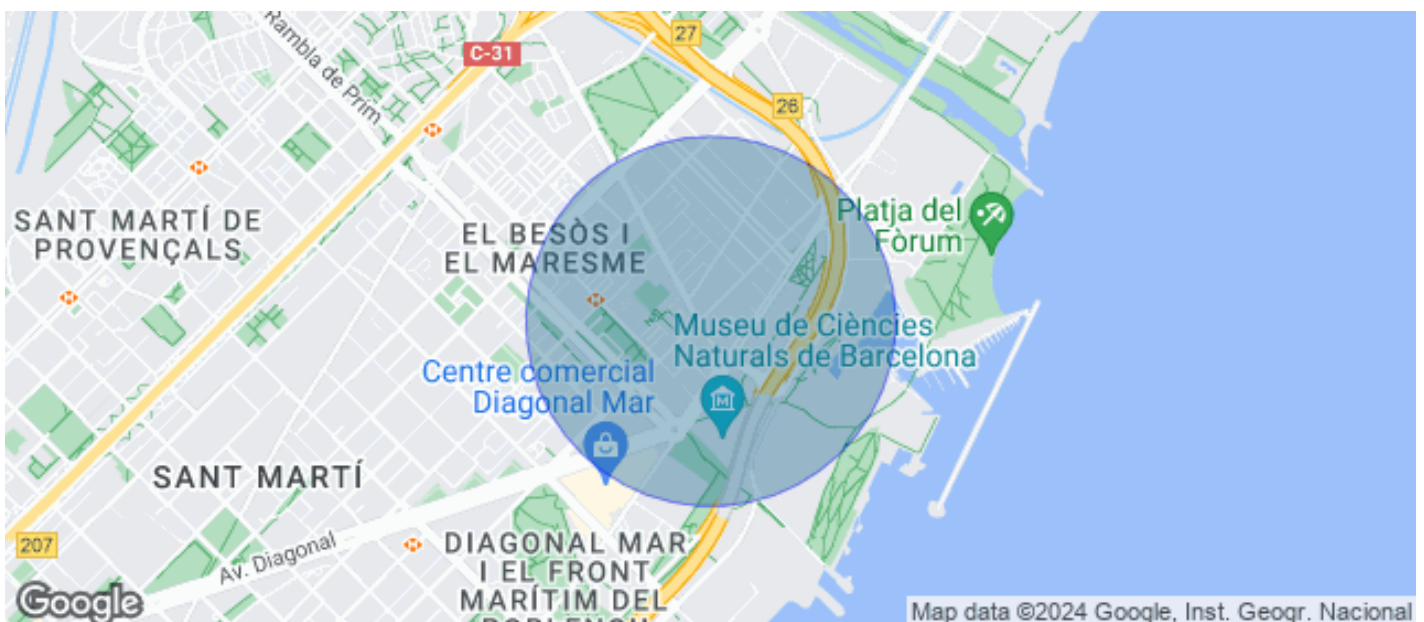 Rambla de Prim
C-31
27
26
SANT MARTÍ DE
PROVENÇALS
EL BESÒS I
EL MARESME
Platja del
Fòrum
Museu de Ciències
Naturals de Barcelona
Centre comercial
Diagonal Mar
SANT MARTÍ
207
Av. Diagonal
DIAGONAL MAR
I EL FRONT
MARÍTIM DEL
POBLENOU
Google
Map data ©2024 Google, Inst. Geogr. Nacional